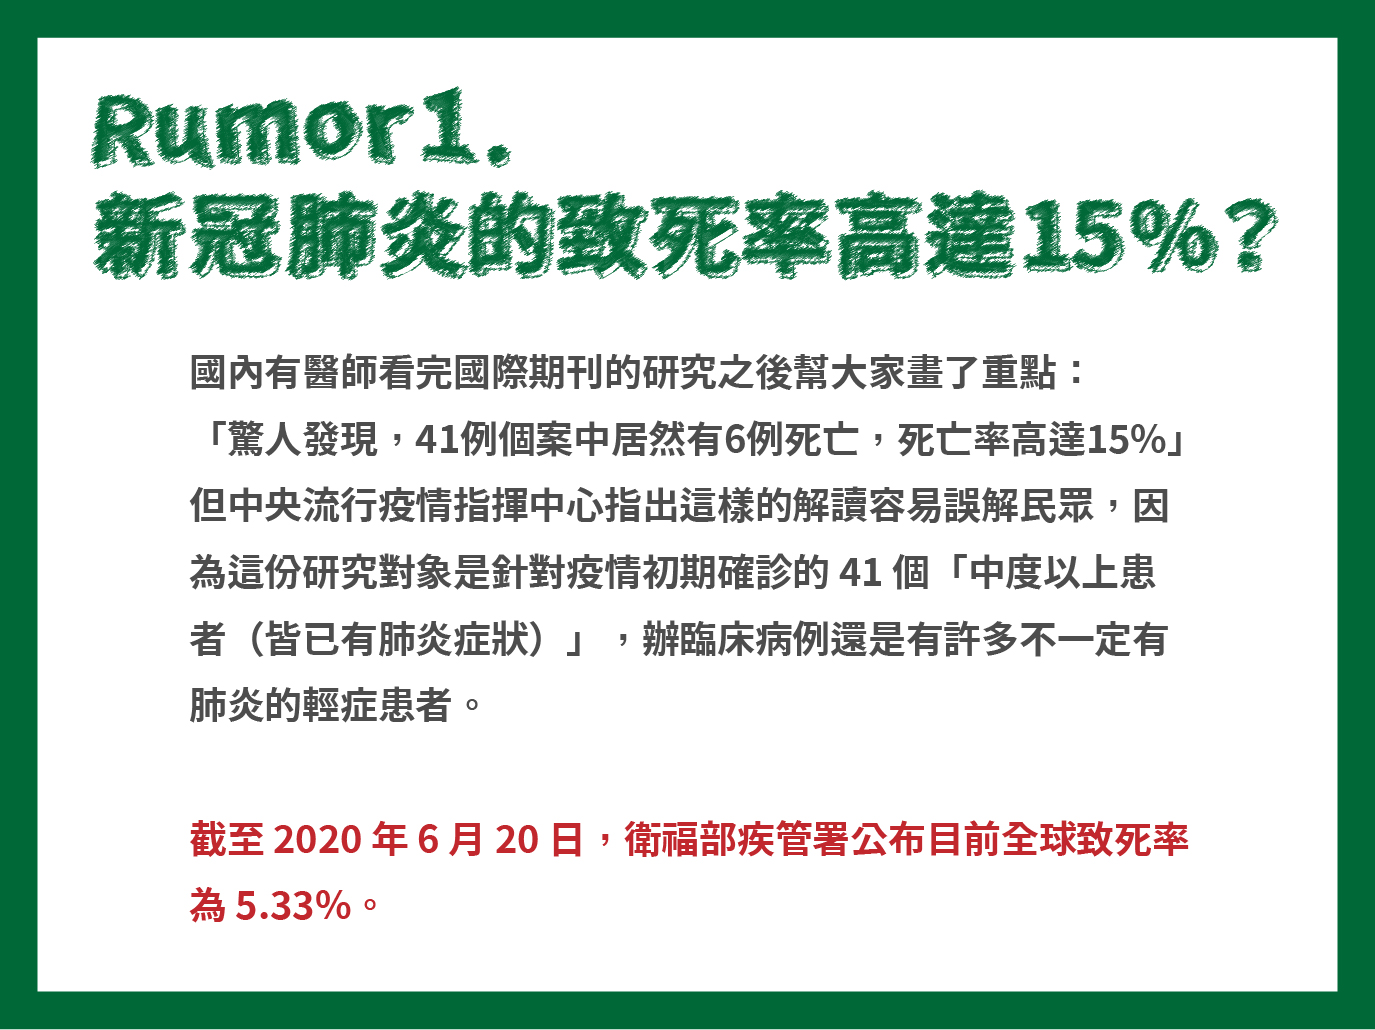 Rumor1.
新冠肺炎的致死率高達15%？
國內有醫師看完國際期刊的研究之後幫大家畫了重點：
「驚人發現，41例個案中居然有6例死亡，死亡率高達15%」
但中央流行疫情指揮中心指出這樣的解讀容易誤解民眾，因
為這份研究對象是針對疫情初期確診的 41 個「中度以上患
者（皆已有肺炎症狀）」，辦臨床病例還是有許多不一定有
肺炎的輕症患者。
截至 2020 年 6 月 20 日，衛福部疾管署公布目前全球致死率
為 5.33%。